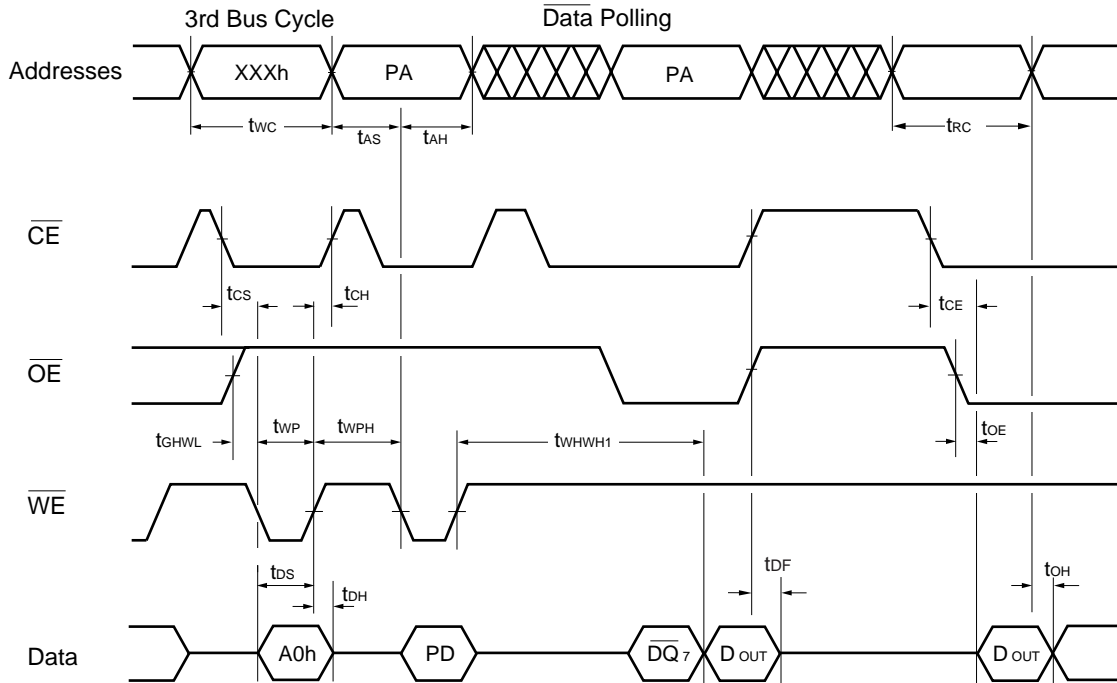 3rd Bus Cycle
Data Polling
Addresses
XXXh
PA
PA
tWC
tAS
tAH
tRC
CE
tCS
tCH
tCE
OE
tGHWL
tWP
tWPH
tWHWH1
tOE
WE
tDS
tDH
tDF
tOH
Data
A0h
PD
DQ7
DOUT
DOUT